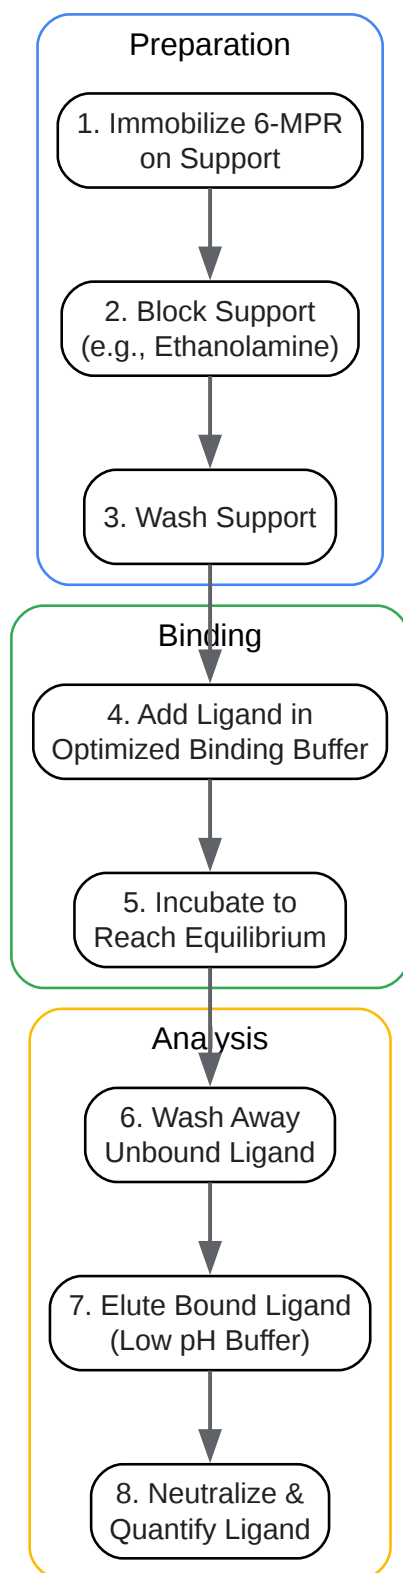 Preparation
1. Immobilize 6-MPR
on Support
2. Block Support
(e.g., Ethanolamine)
3. Wash Support
Binding
4. Add Ligand in
Optimized Binding Buffer
5. Incubate to
Reach Equilibrium
Analysis
6. Wash Away
Unbound Ligand
7. Elute Bound Ligand
(Low pH Buffer)
8. Neutralize &
Quantify Ligand